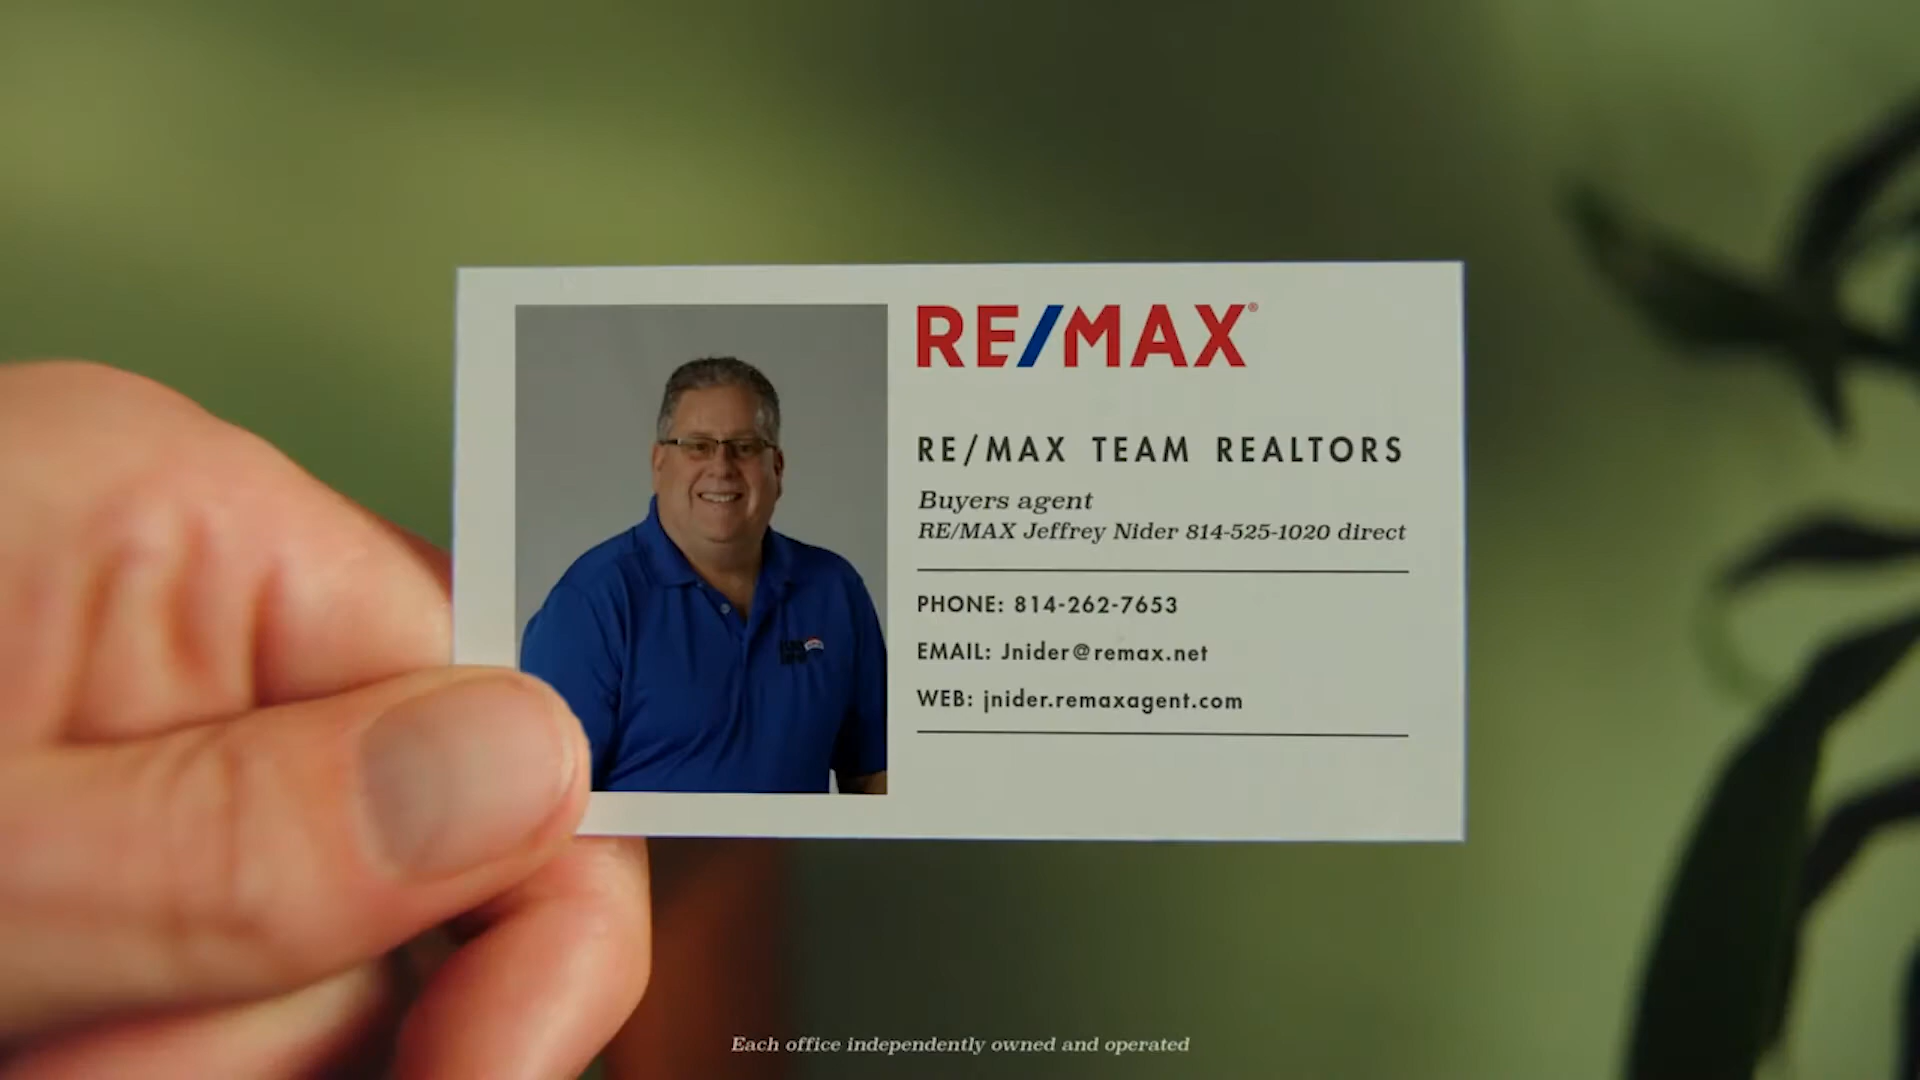 RE/MAX®
RE/MAX TEAM REALTORS
Buyers agent
RE/MAX Jeffrey Nider 814-525-1020 direct
PHONE: 814-262-7653
EMAIL: Jnider@remax.net
WEB: jnider.remaxagent.com
Each office independently owned and operated